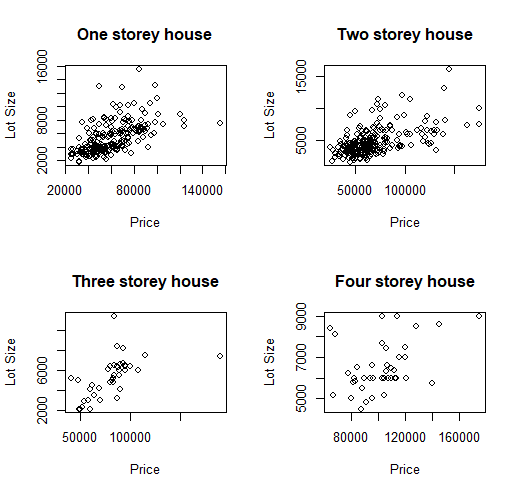 One storey house
Lot Size
2000 8000 16000
20000 80000 140000
Price
Two storey house
Lot Size
5000 15000
50000 100000
Price
Three storey house
Lot Size
2000 6000
50000 100000
Price
Four storey house
Lot Size
5000 7000 9000
80000 120000 160000
Price